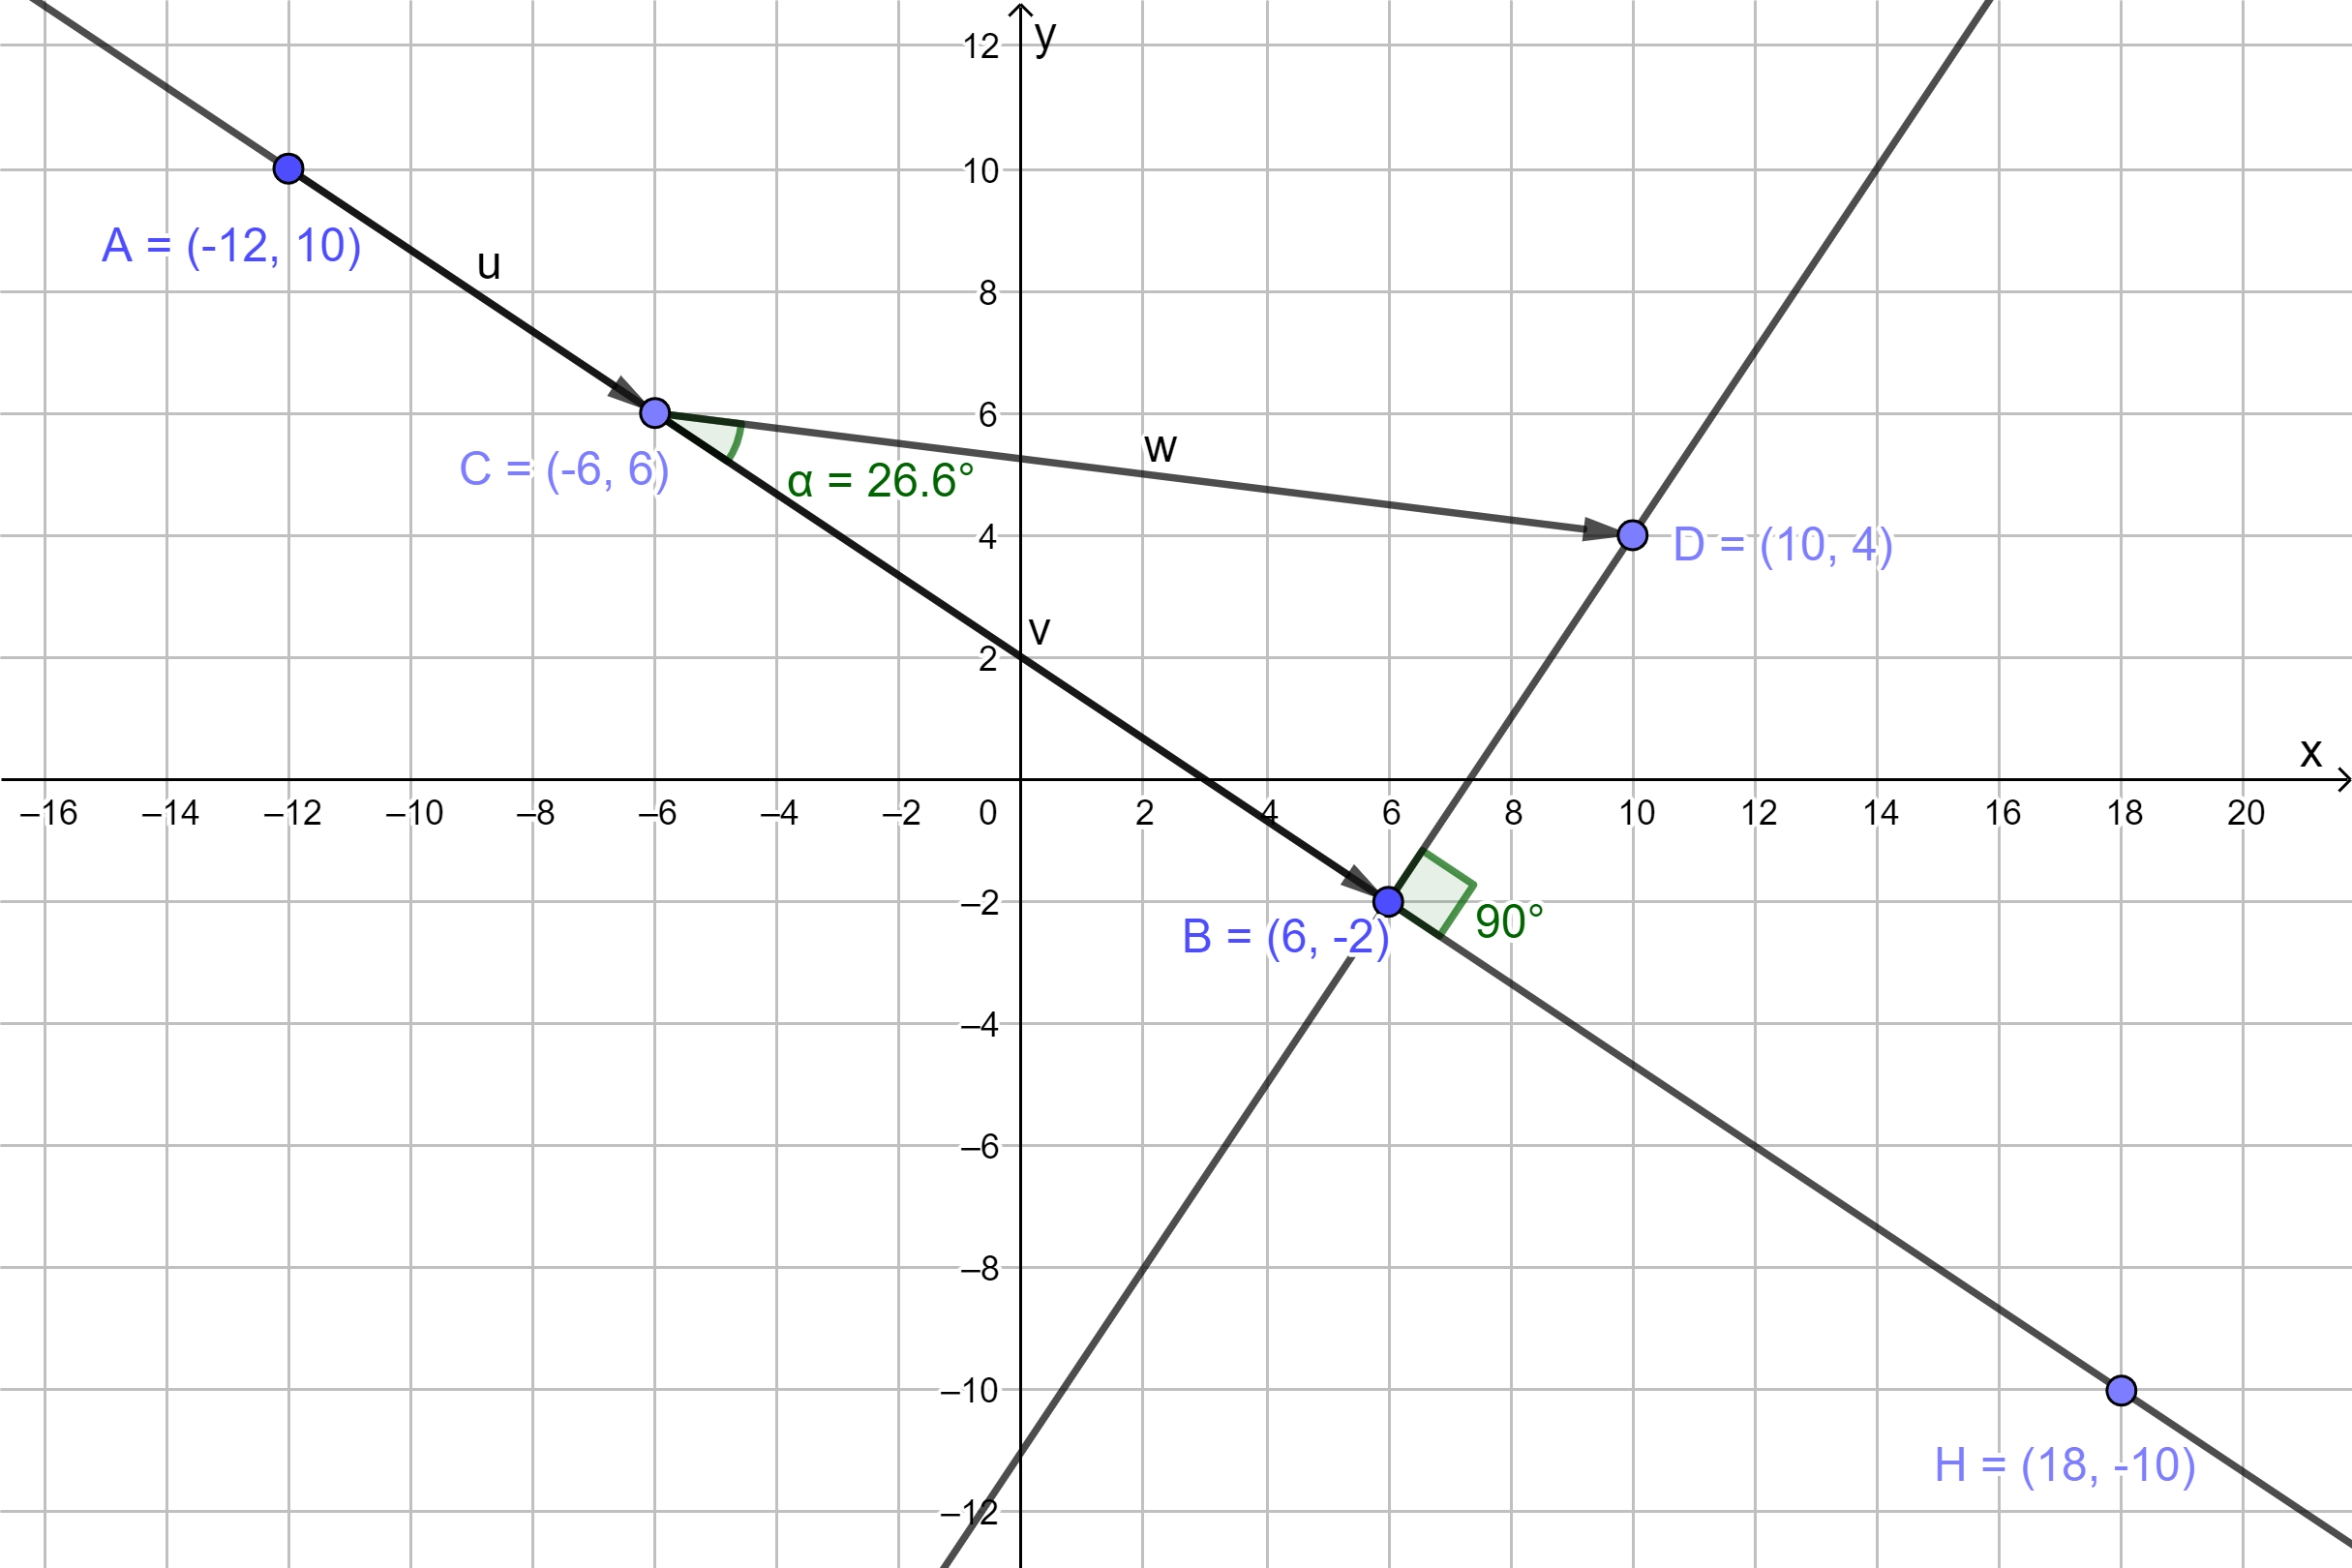 y
12
10
A = (-12, 10)
u
8
6
w
C = (-6, 6)
α = 26.6°
4
D = (10, 4)
v
2
x
–16 –14 –12 –10 –8 –6 –4 –2 0 2 4 6 8 10 12 14 16 18 20
–2
B = (6, -2)
90°
–4
–6
–8
–10
H = (18, -10)
–12